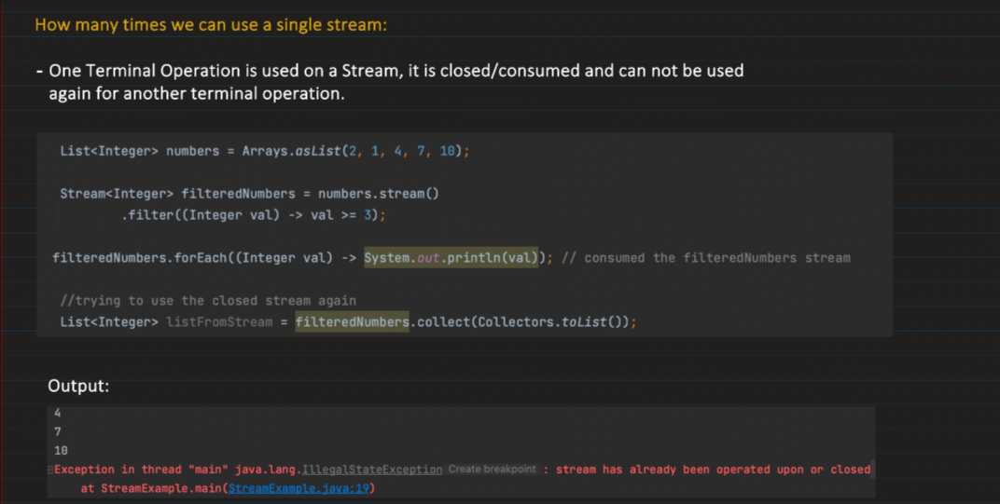 How many times we can use a single stream:
- One Terminal Operation is used on a Stream, it is closed/consumed and can not be used
again for another terminal operation.
List<Integer> numbers = Arrays.asList(2, 1, 4, 7, 10);
Stream<Integer> filteredNumbers = numbers.stream()
.filter((Integer val) -> val >= 3);
filteredNumbers.forEach((Integer val) -> System.out.println(val)); // consumed the filteredNumbers stream
//trying to use the closed stream again
List<Integer> listFromStream = filteredNumbers.collect(Collectors.toList());
Output:
4
7
10
Exception in thread "main" java.lang.IllegalStateException Create breakpoint : stream has already been operated upon or closed
at StreamExample.main(StreamExample.java:19)